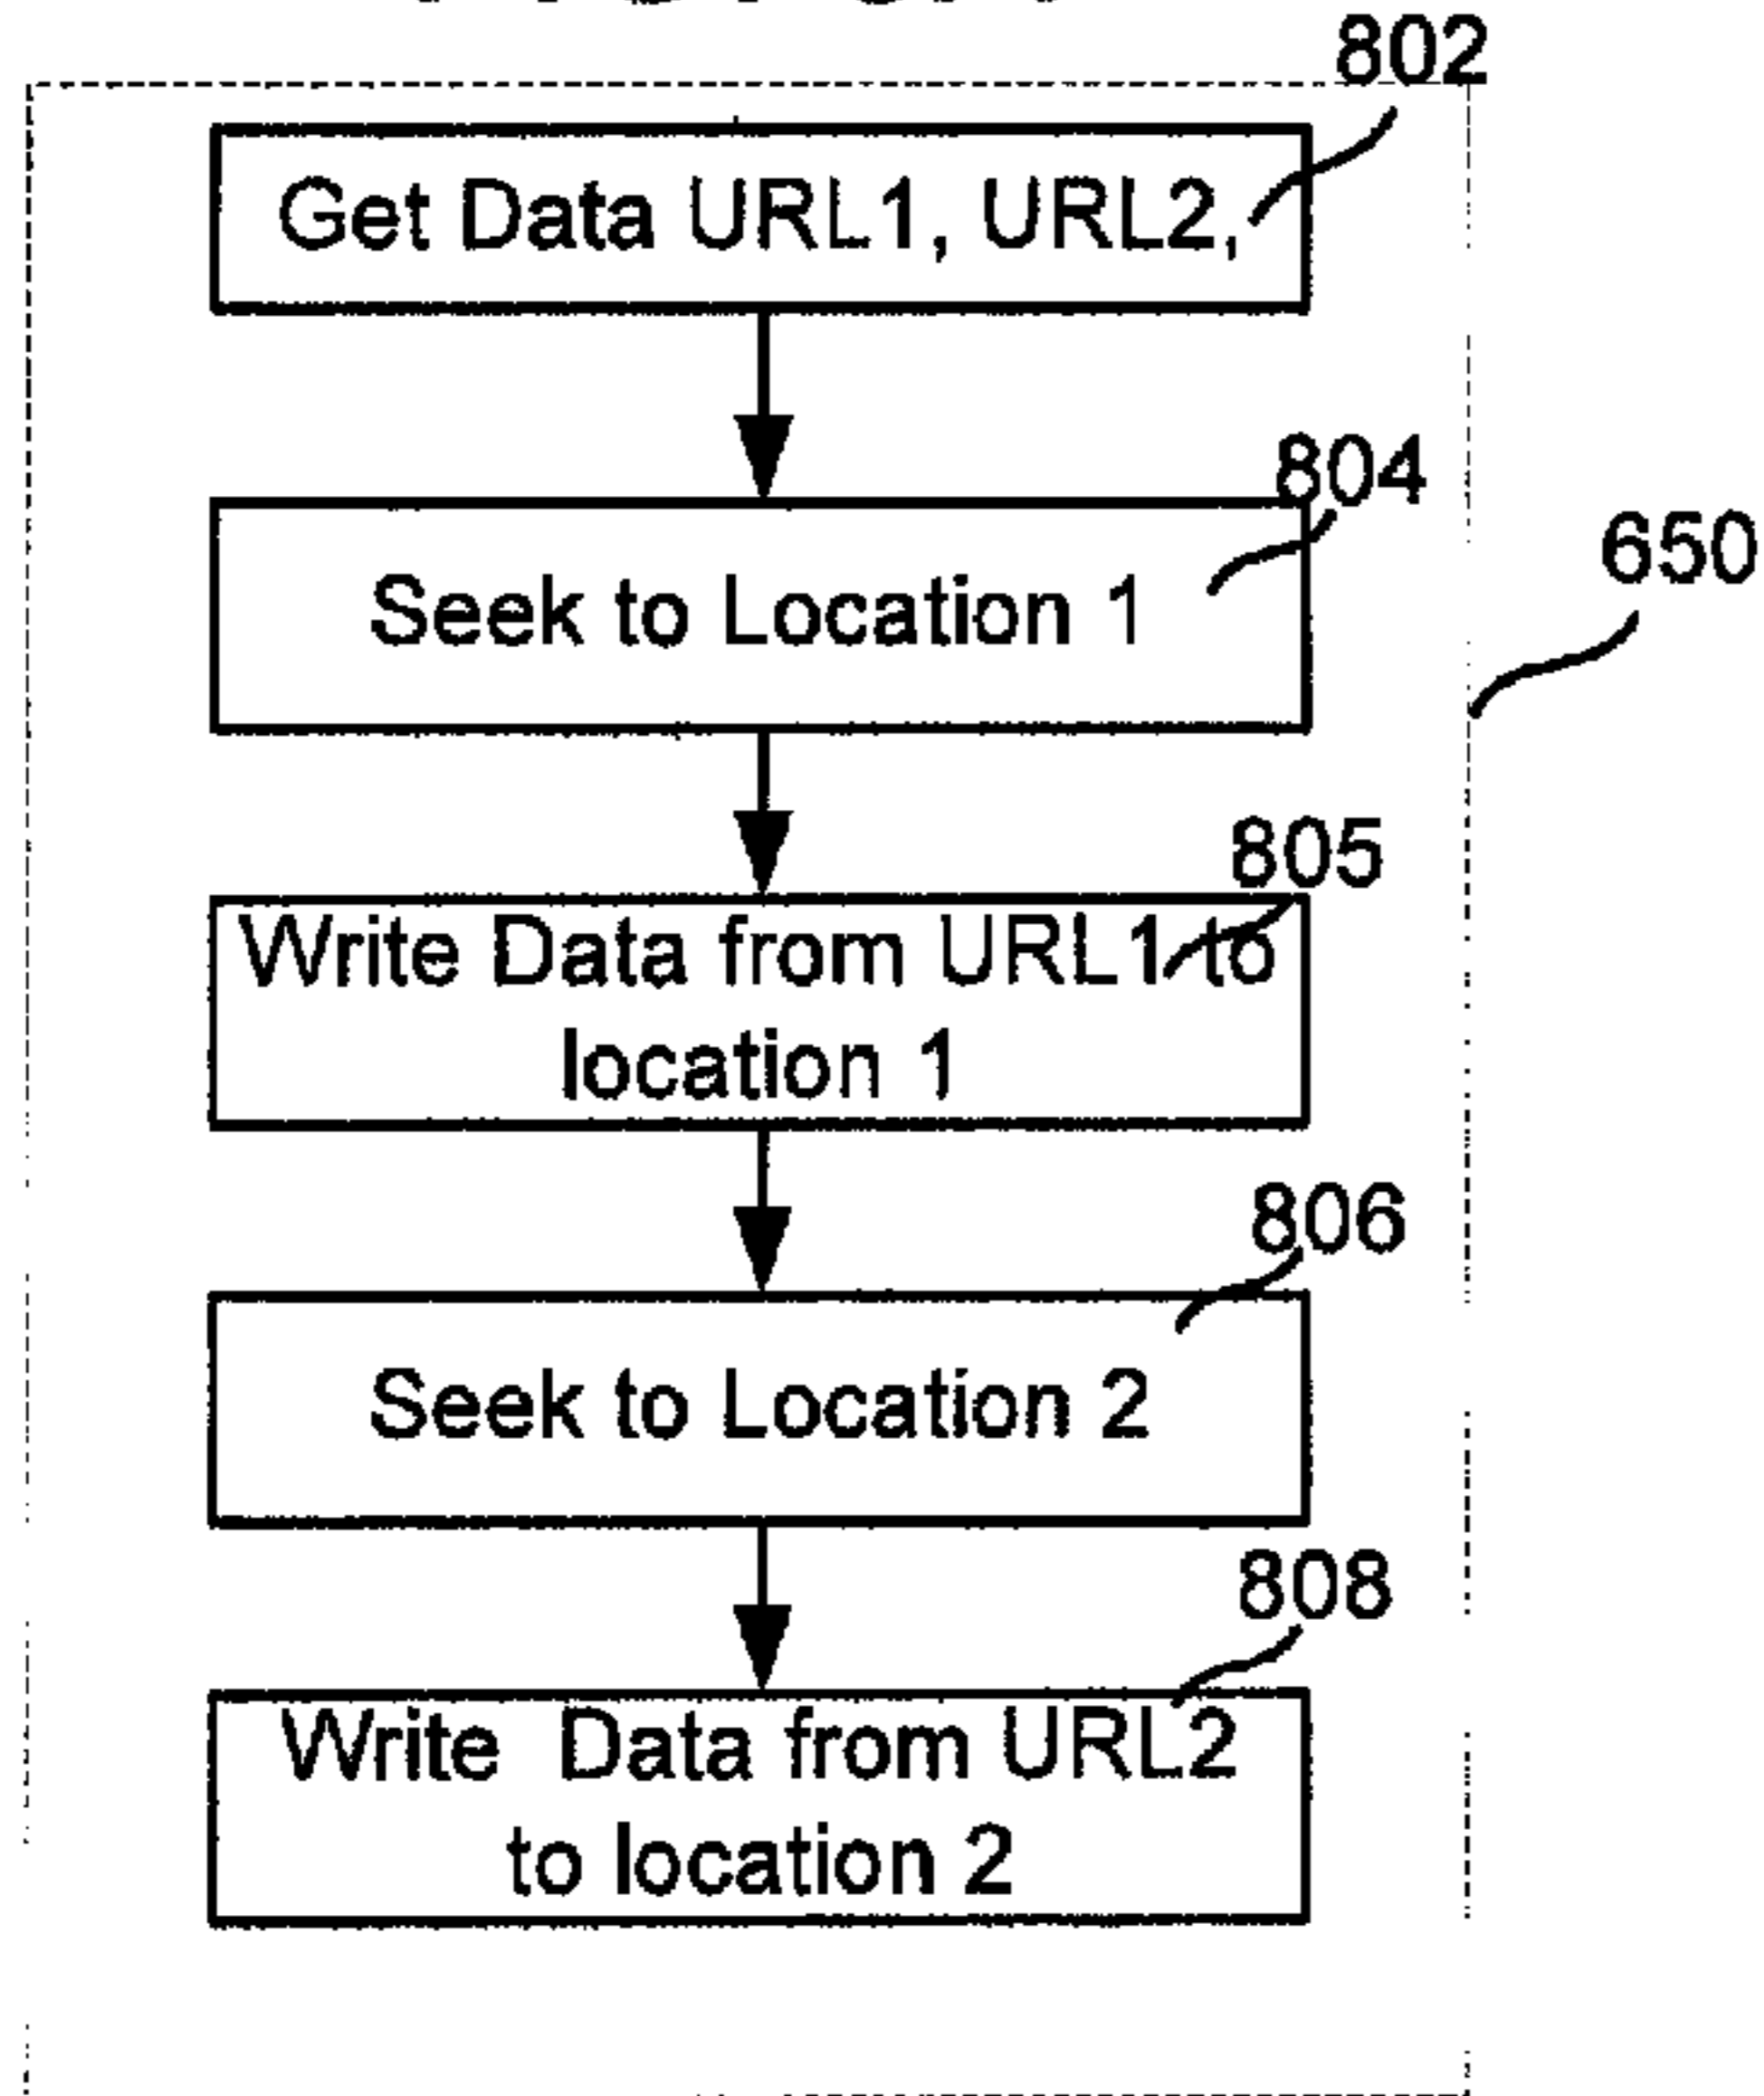 802
Get Data URL1, URL2,
804
Seek to Location 1
650
805
Write Data from URL1 to
location 1
806
Seek to Location 2
808
Write Data from URL2
to location 2